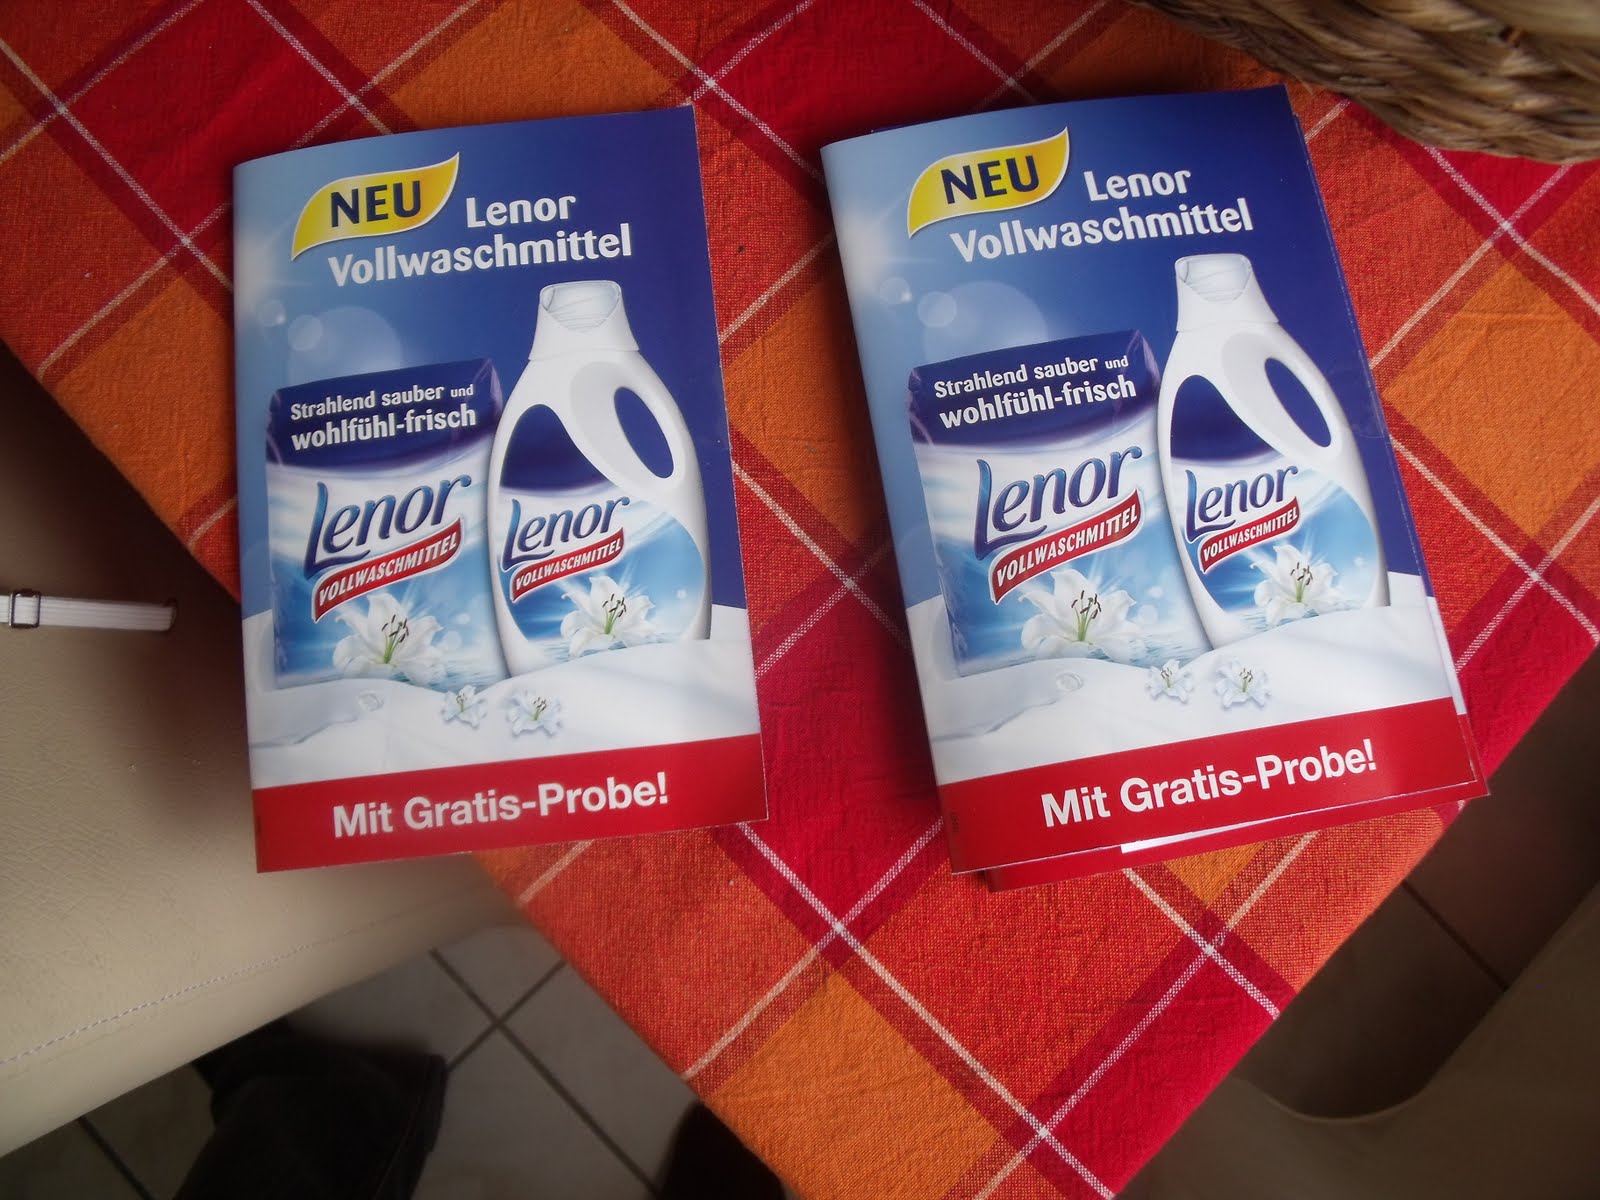 NEU Lenor
Vollwaschmittel
Strahlend sauber und
wohlfühl-frisch
Lenor
VOLLWASCHMITTEL
Lenor
VOLLWASCHMITTEL
Mit Gratis-Probe!
NEU Lenor
Vollwaschmittel
Strahlend sauber und
wohlfühl-frisch
Lenor
VOLLWASCHMITTEL
Lenor
VOLLWASCHMITTEL
Mit Gratis-Probe!